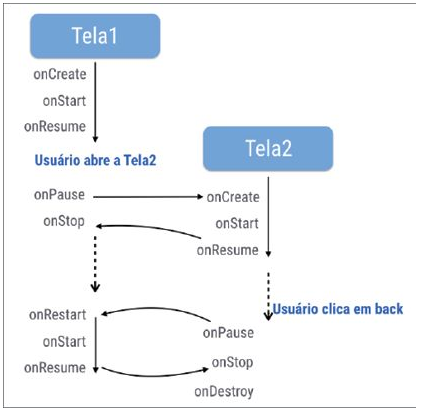 Tela1
onCreate
onStart
onResume
Usuário abre a Tela2
Tela2
onPause
onCreate
onStop
onStart
onResume
Usuário clica em back
onRestart
onPause
onStart
onResume
onStop
onDestroy